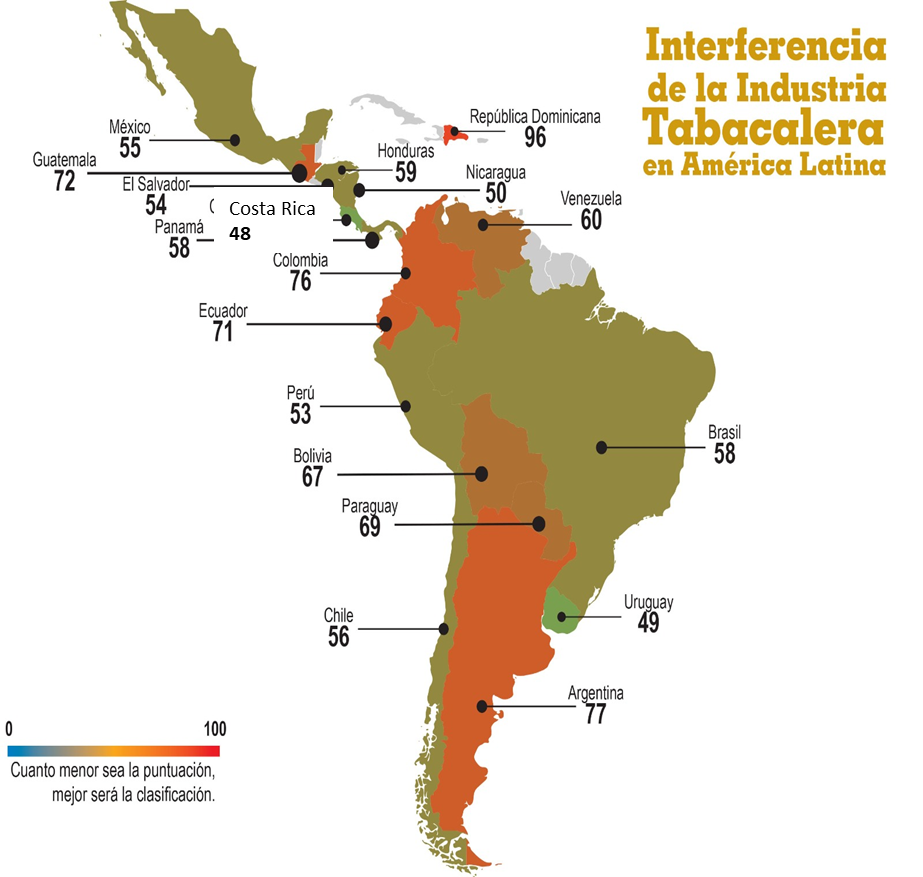 Interferencia
de la Industria
Tabacalera
en América Latina
República Dominicana
96
México
55
Honduras
59
Guatemala
72
Nicaragua
50
El Salvador
54
Venezuela
60
Costa Rica
48
Panamá
58
Colombia
76
Ecuador
71
Perú
53
Brasil
58
Bolivia
67
Paraguay
69
Uruguay
49
Chile
56
Argentina
77
0 100
Cuanto menor sea la puntuación,
mejor será la clasificación.